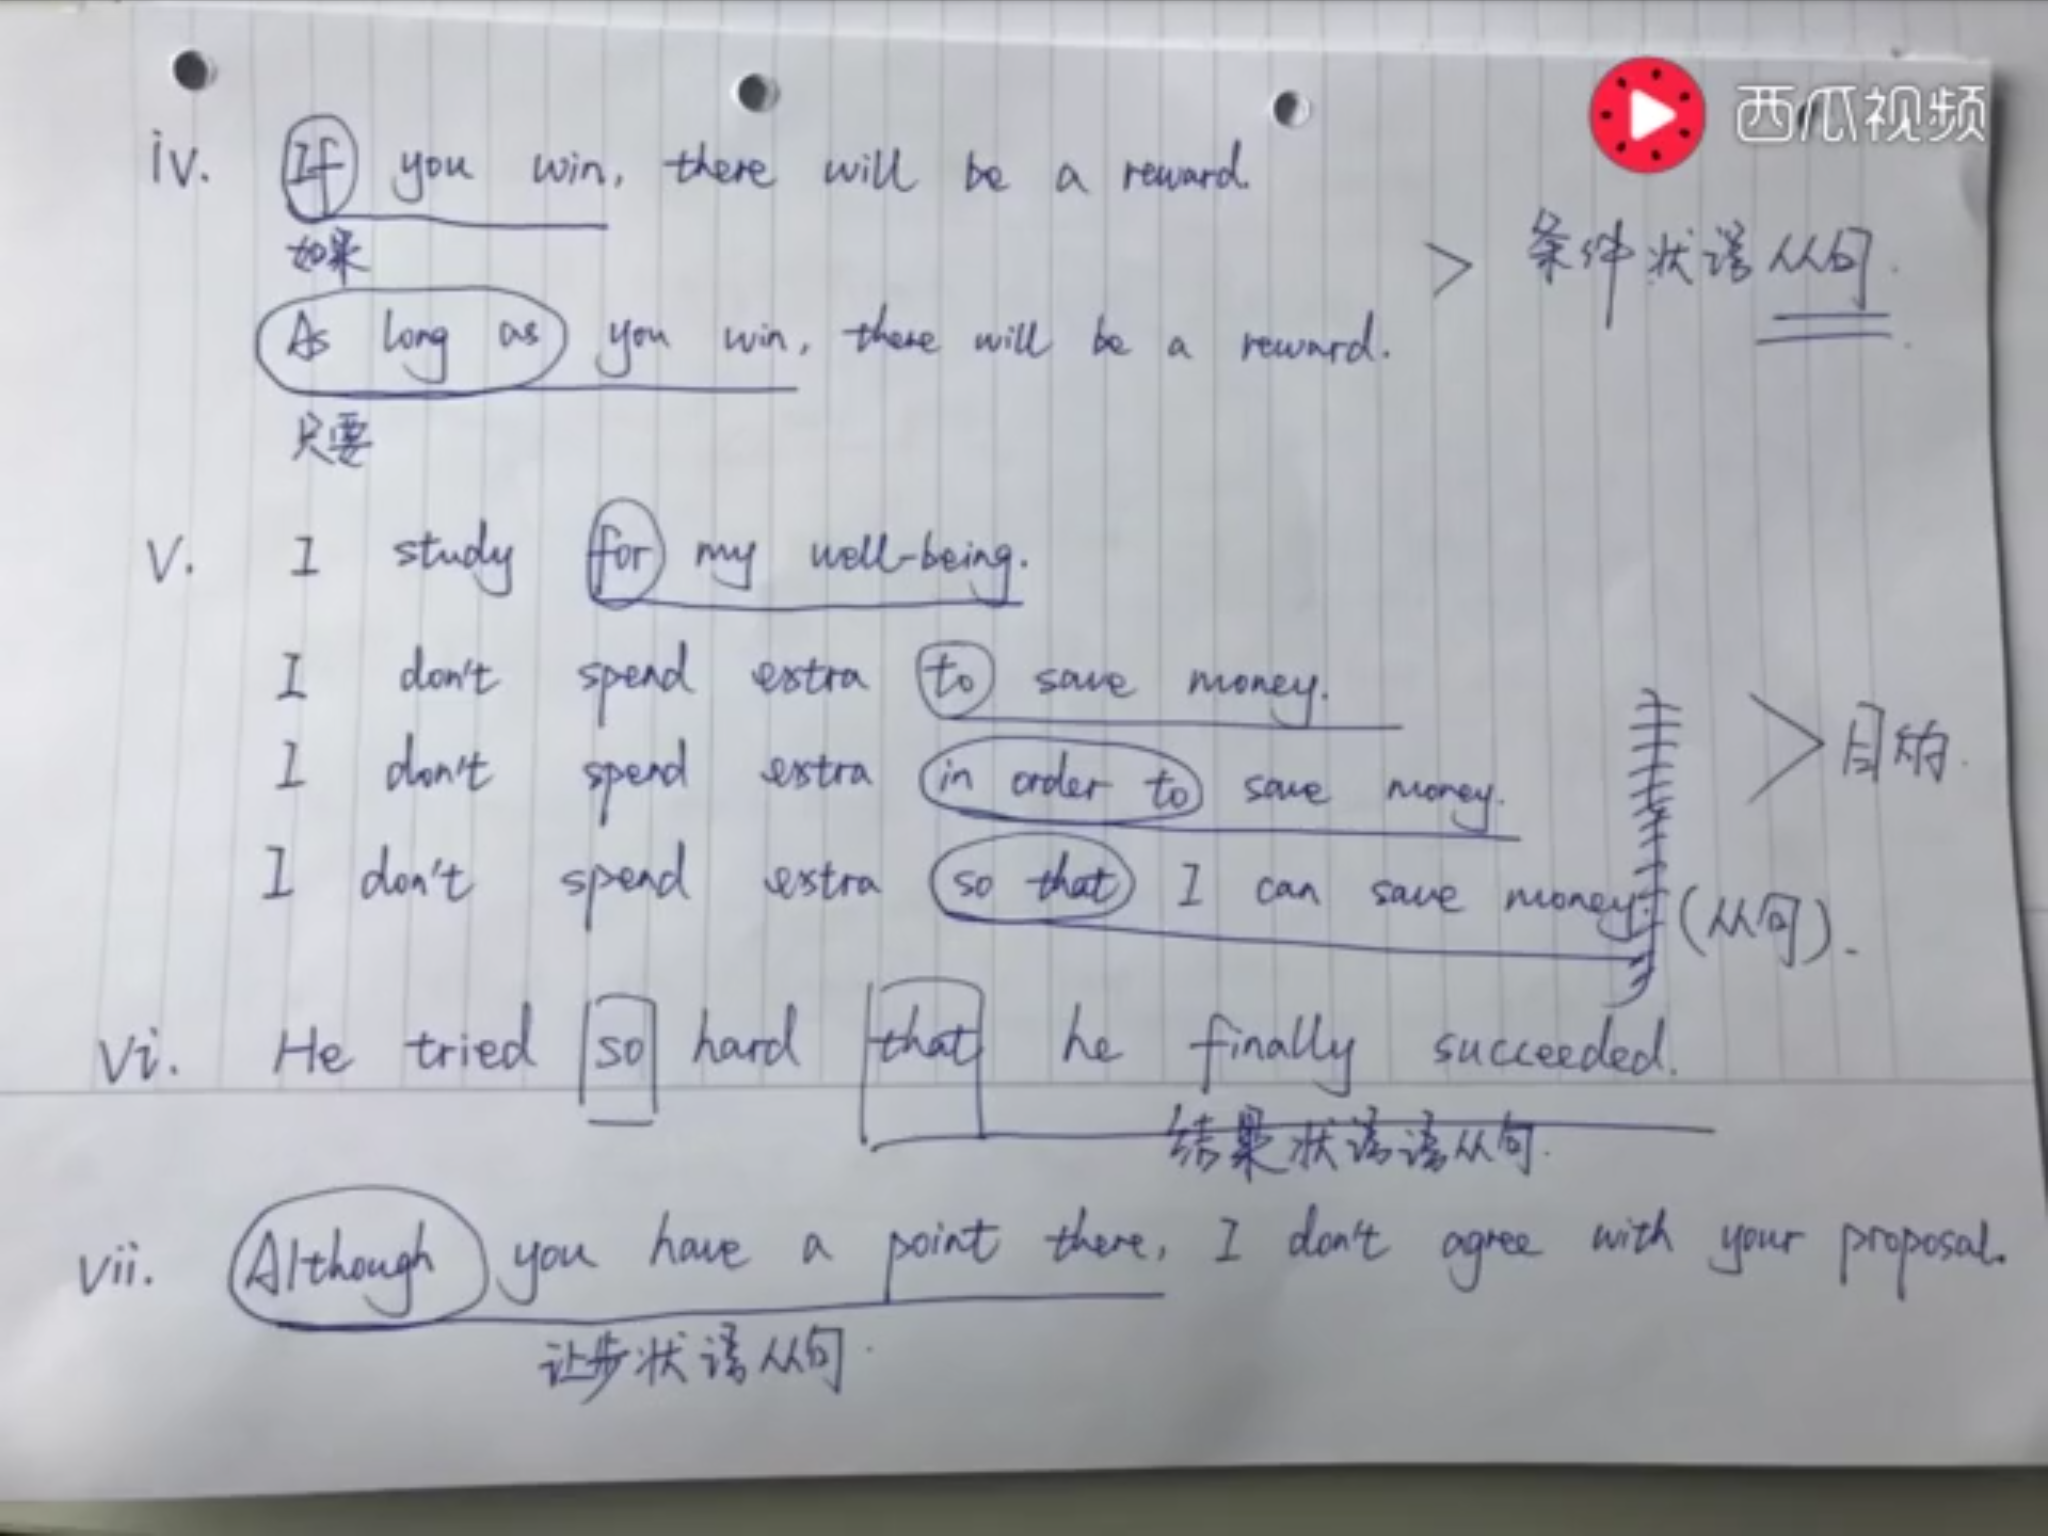 西瓜视频
iv. If you win, there will be a reward.
如果
条件状语从句.
As long as you win, there will be a reward.
只要
v. I study for my well-being.
I don't spend extra to save money.
目的.
I don't spend extra in order to save money.
I don't spend extra so that I can save money. (从句).
vi. He tried so hard that he finally succeeded.
结果状语语从句.
vii. Although you have a point there, I don't agree with your proposal.
让步状语从句.